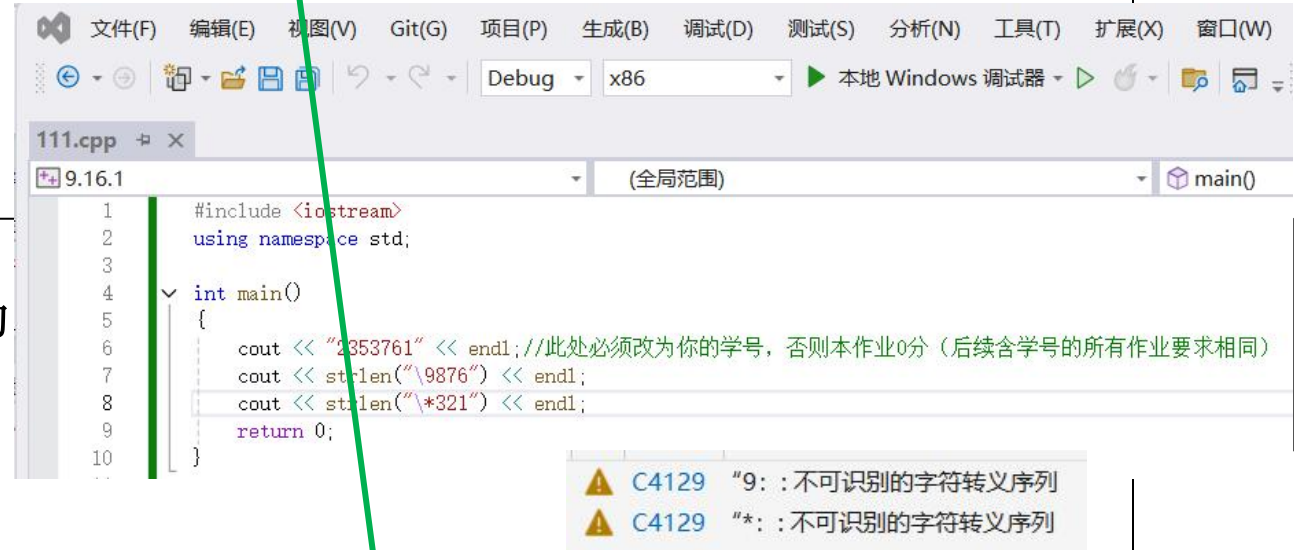 文件(F) 编辑(E) 视图(V) Git(G) 项目(P) 生成(B) 调试(D) 测试(S) 分析(N) 工具(T) 扩展(X) 窗口(W)
Debug x86 本地 Windows 调试器
111.cpp
9.16.1 (全局范围) main()
1 #include <iostream>
2 using namespace std;
3
4 int main()
5 {
6 cout << "2353761" << endl;//此处必须改为你的学号，否则本作业0分（后续含学号的所有作业要求相同）
7 cout << strlen("\9876") << endl;
8 cout << strlen("\*321") << endl;
9 return 0;
10 }
C4129 “9: : 不可识别的字符转义序列
C4129 “*: : 不可识别的字符转义序列